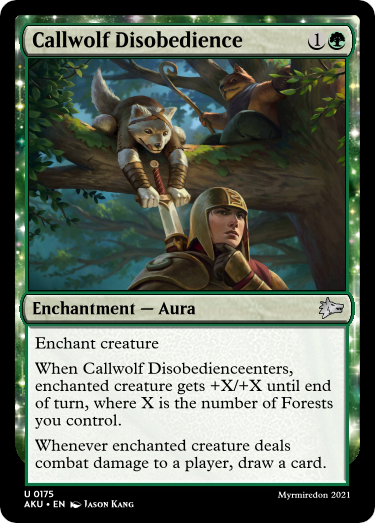 Callwolf Disobedience 1
Enchantment — Aura
Enchant creature
When Callwolf Disobedienceenters,
enchanted creature gets +X/+X until end
of turn, where X is the number of Forests
you control.
Whenever enchanted creature deals
combat damage to a player, draw a card.
U 0175
AKU • EN Jason Kang
Myrmiredon 2021